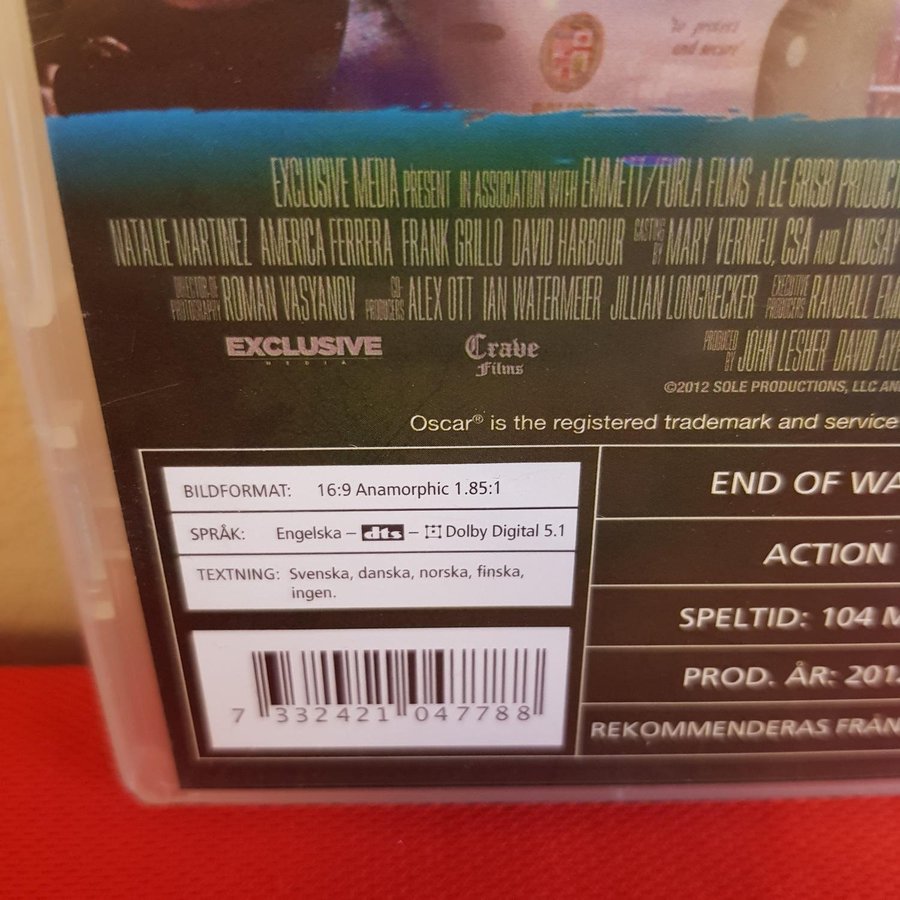 to protect
and serve
EXCLUSIVE MEDIA PRESENT IN ASSOCIATION WITH EMMETT/FURLA FILMS A LE GRISBI PRODUCT
NATALIE MARTINEZ AMERICA FERRERA FRANK GRILLO DAVID HARBOUR CASTING BY MARY VERNIEU, CSA AND LINDSAY
DIRECTOR OF PHOTOGRAPHY ROMAN VASYANOV CO PRODUCERS ALEX OTT IAN WATERMEIER JILLIAN LONGNECKER EXECUTIVE PRODUCERS RANDALL EM
EXCLUSIVE
MEDIA
Crave
Films
PRODUCED BY JOHN LESHER DAVID AYE
©2012 SOLE PRODUCTIONS, LLC AN
Oscar® is the registered trademark and service
BILDFORMAT: 16:9 Anamorphic 1.85:1
SPRÅK: Engelska – dts – Dolby Digital 5.1
TEXTNING: Svenska, danska, norska, finska,
ingen.
7 332421 047788
END OF WA
ACTION
SPELTID: 104 M
PROD. ÅR: 201
REKOMMENDERAS FRÅN